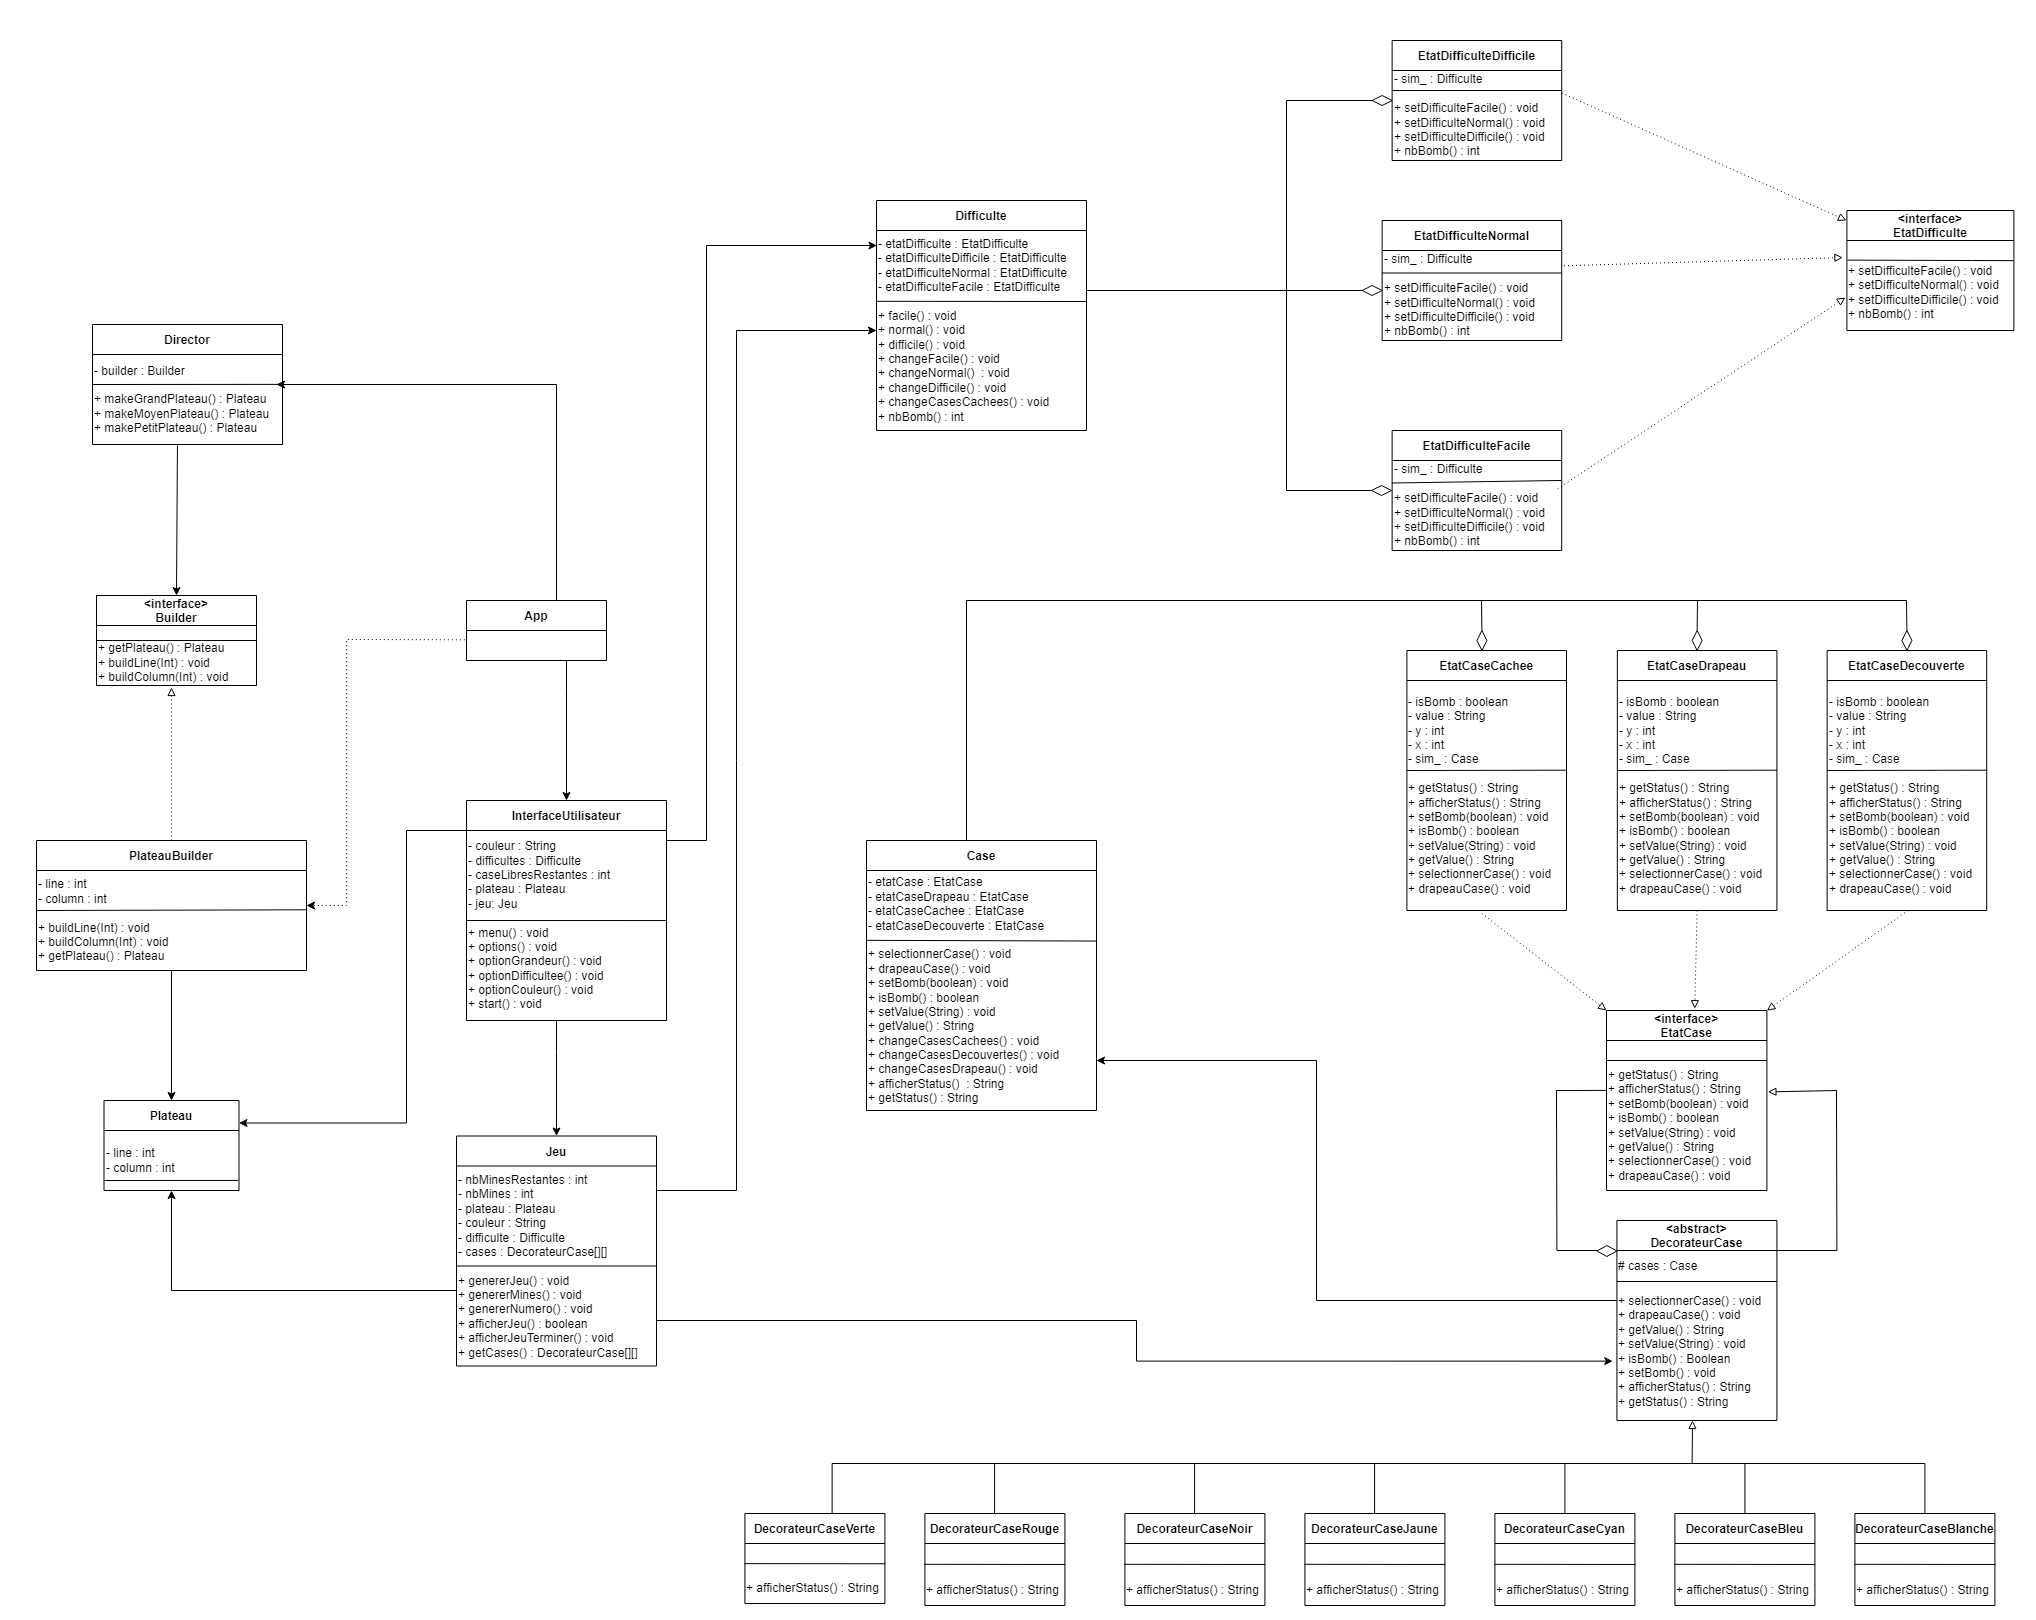 EtatDifficulteDifficile
- sim_ : Difficulte
+ setDifficulteFacile() : void
+ setDifficulteNormal() : void
+ setDifficulteDifficile() : void
+ nbBomb() : int
Difficulte
- etatDifficulte : EtatDifficulte
- etatDifficulteDifficile : EtatDifficulte
- etatDifficulteNormal : EtatDifficulte
- etatDifficulteFacile : EtatDifficulte
+ facile() : void
+ normal() : void
+ difficile() : void
+ changeFacile() : void
+ changeNormal()  : void
+ changeDifficile() : void
+ changeCasesCachees() : void
+ nbBomb() : int
EtatDifficulteNormal
- sim_ : Difficulte
+ setDifficulteFacile() : void
+ setDifficulteNormal() : void
+ setDifficulteDifficile() : void
+ nbBomb() : int
<interface>
EtatDifficulte
+ setDifficulteFacile() : void
+ setDifficulteNormal() : void
+ setDifficulteDifficile() : void
+ nbBomb() : int
EtatDifficulteFacile
- sim_ : Difficulte
+ setDifficulteFacile() : void
+ setDifficulteNormal() : void
+ setDifficulteDifficile() : void
+ nbBomb() : int
Director
- builder : Builder
+ makeGrandPlateau() : Plateau
+ makeMoyenPlateau() : Plateau
+ makePetitPlateau() : Plateau
<interface>
Builder
+ getPlateau() : Plateau
+ buildLine(Int) : void
+ buildColumn(Int) : void
App
PlateauBuilder
- line : int
- column : int
+ buildLine(Int) : void
+ buildColumn(Int) : void
+ getPlateau() : Plateau
InterfaceUtilisateur
- couleur : String
- difficultes : Difficulte
- caseLibresRestantes : int
- plateau : Plateau
- jeu: Jeu
+ menu() : void
+ options() : void
+ optionGrandeur() : void
+ optionDifficultee() : void
+ optionCouleur() : void
+ start() : void
Plateau
- line : int
- column : int
Jeu
- nbMinesRestantes : int
- nbMines : int
- plateau : Plateau
- couleur : String
- difficulte : Difficulte
- cases : DecorateurCase[][]
+ genererJeu() : void
+ genererMines() : void
+ genererNumero() : void
+ afficherJeu() : boolean
+ afficherJeuTerminer() : void
+ getCases() : DecorateurCase[][]
Case
- etatCase : EtatCase
- etatCaseDrapeau : EtatCase
- etatCaseCachee : EtatCase
- etatCaseDecouverte : EtatCase
+ selectionnerCase() : void
+ drapeauCase() : void
+ setBomb(boolean) : void
+ isBomb() : boolean
+ setValue(String) : void
+ getValue() : String
+ changeCasesCachees() : void
+ changeCasesDecouvertes() : void
+ changeCasesDrapeau() : void
+ afficherStatus()  : String
+ getStatus() : String
EtatCaseCachee
- isBomb : boolean
- value : String
- y : int
- x : int
- sim_ : Case
+ getStatus() : String
+ afficherStatus() : String
+ setBomb(boolean) : void
+ isBomb() : boolean
+ setValue(String) : void
+ getValue() : String
+ selectionnerCase() : void
+ drapeauCase() : void
EtatCaseDrapeau
- isBomb : boolean
- value : String
- y : int
- x : int
- sim_ : Case
+ getStatus() : String
+ afficherStatus() : String
+ setBomb(boolean) : void
+ isBomb() : boolean
+ setValue(String) : void
+ getValue() : String
+ selectionnerCase() : void
+ drapeauCase() : void
EtatCaseDecouverte
- isBomb : boolean
- value : String
- y : int
- x : int
- sim_ : Case
+ getStatus() : String
+ afficherStatus() : String
+ setBomb(boolean) : void
+ isBomb() : boolean
+ setValue(String) : void
+ getValue() : String
+ selectionnerCase() : void
+ drapeauCase() : void
<interface>
EtatCase
+ getStatus() : String
+ afficherStatus() : String
+ setBomb(boolean) : void
+ isBomb() : boolean
+ setValue(String) : void
+ getValue() : String
+ selectionnerCase() : void
+ drapeauCase() : void
<abstract>
DecorateurCase
# cases : Case
+ selectionnerCase() : void
+ drapeauCase() : void
+ getValue() : String
+ setValue(String) : void
+ isBomb() : Boolean
+ setBomb() : void
+ afficherStatus() : String
+ getStatus() : String
DecorateurCaseVerte
+ afficherStatus() : String
DecorateurCaseRouge
+ afficherStatus() : String
DecorateurCaseNoir
+ afficherStatus() : String
DecorateurCaseJaune
+ afficherStatus() : String
DecorateurCaseCyan
+ afficherStatus() : String
DecorateurCaseBleu
+ afficherStatus() : String
DecorateurCaseBlanche
+ afficherStatus() : String